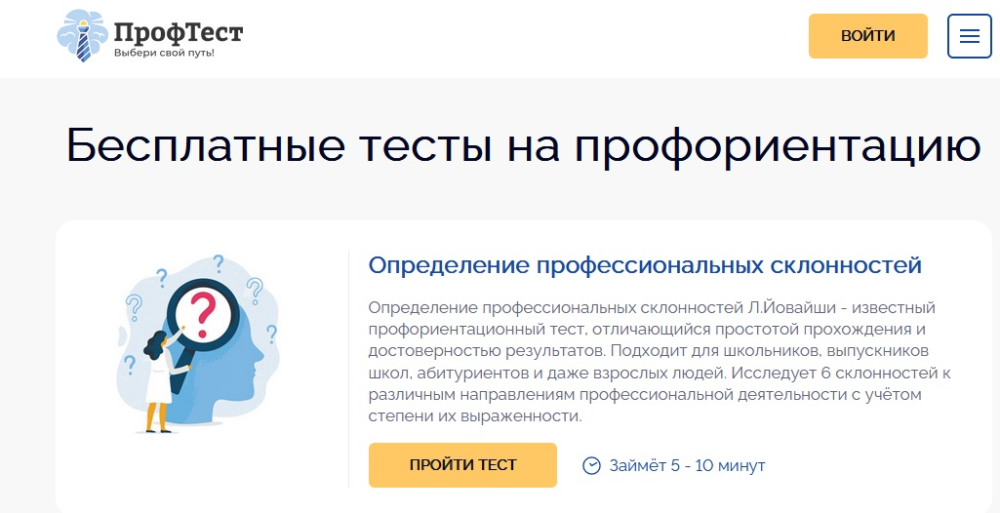 ПрофТест
Выбери свой путь!
ВОЙТИ
Бесплатные тесты на профориентацию
Определение профессиональных склонностей
Определение профессиональных склонностей Л.Йовайши - известный
профориентационный тест, отличающийся простотой прохождения и
достоверностью результатов. Подходит для школьников, выпускников
школ, абитуриентов и даже взрослых людей. Исследует 6 склонностей к
различным направлениям профессиональной деятельности с учётом
степени их выраженности.
ПРОЙТИ ТЕСТ
Займёт 5 - 10 минут